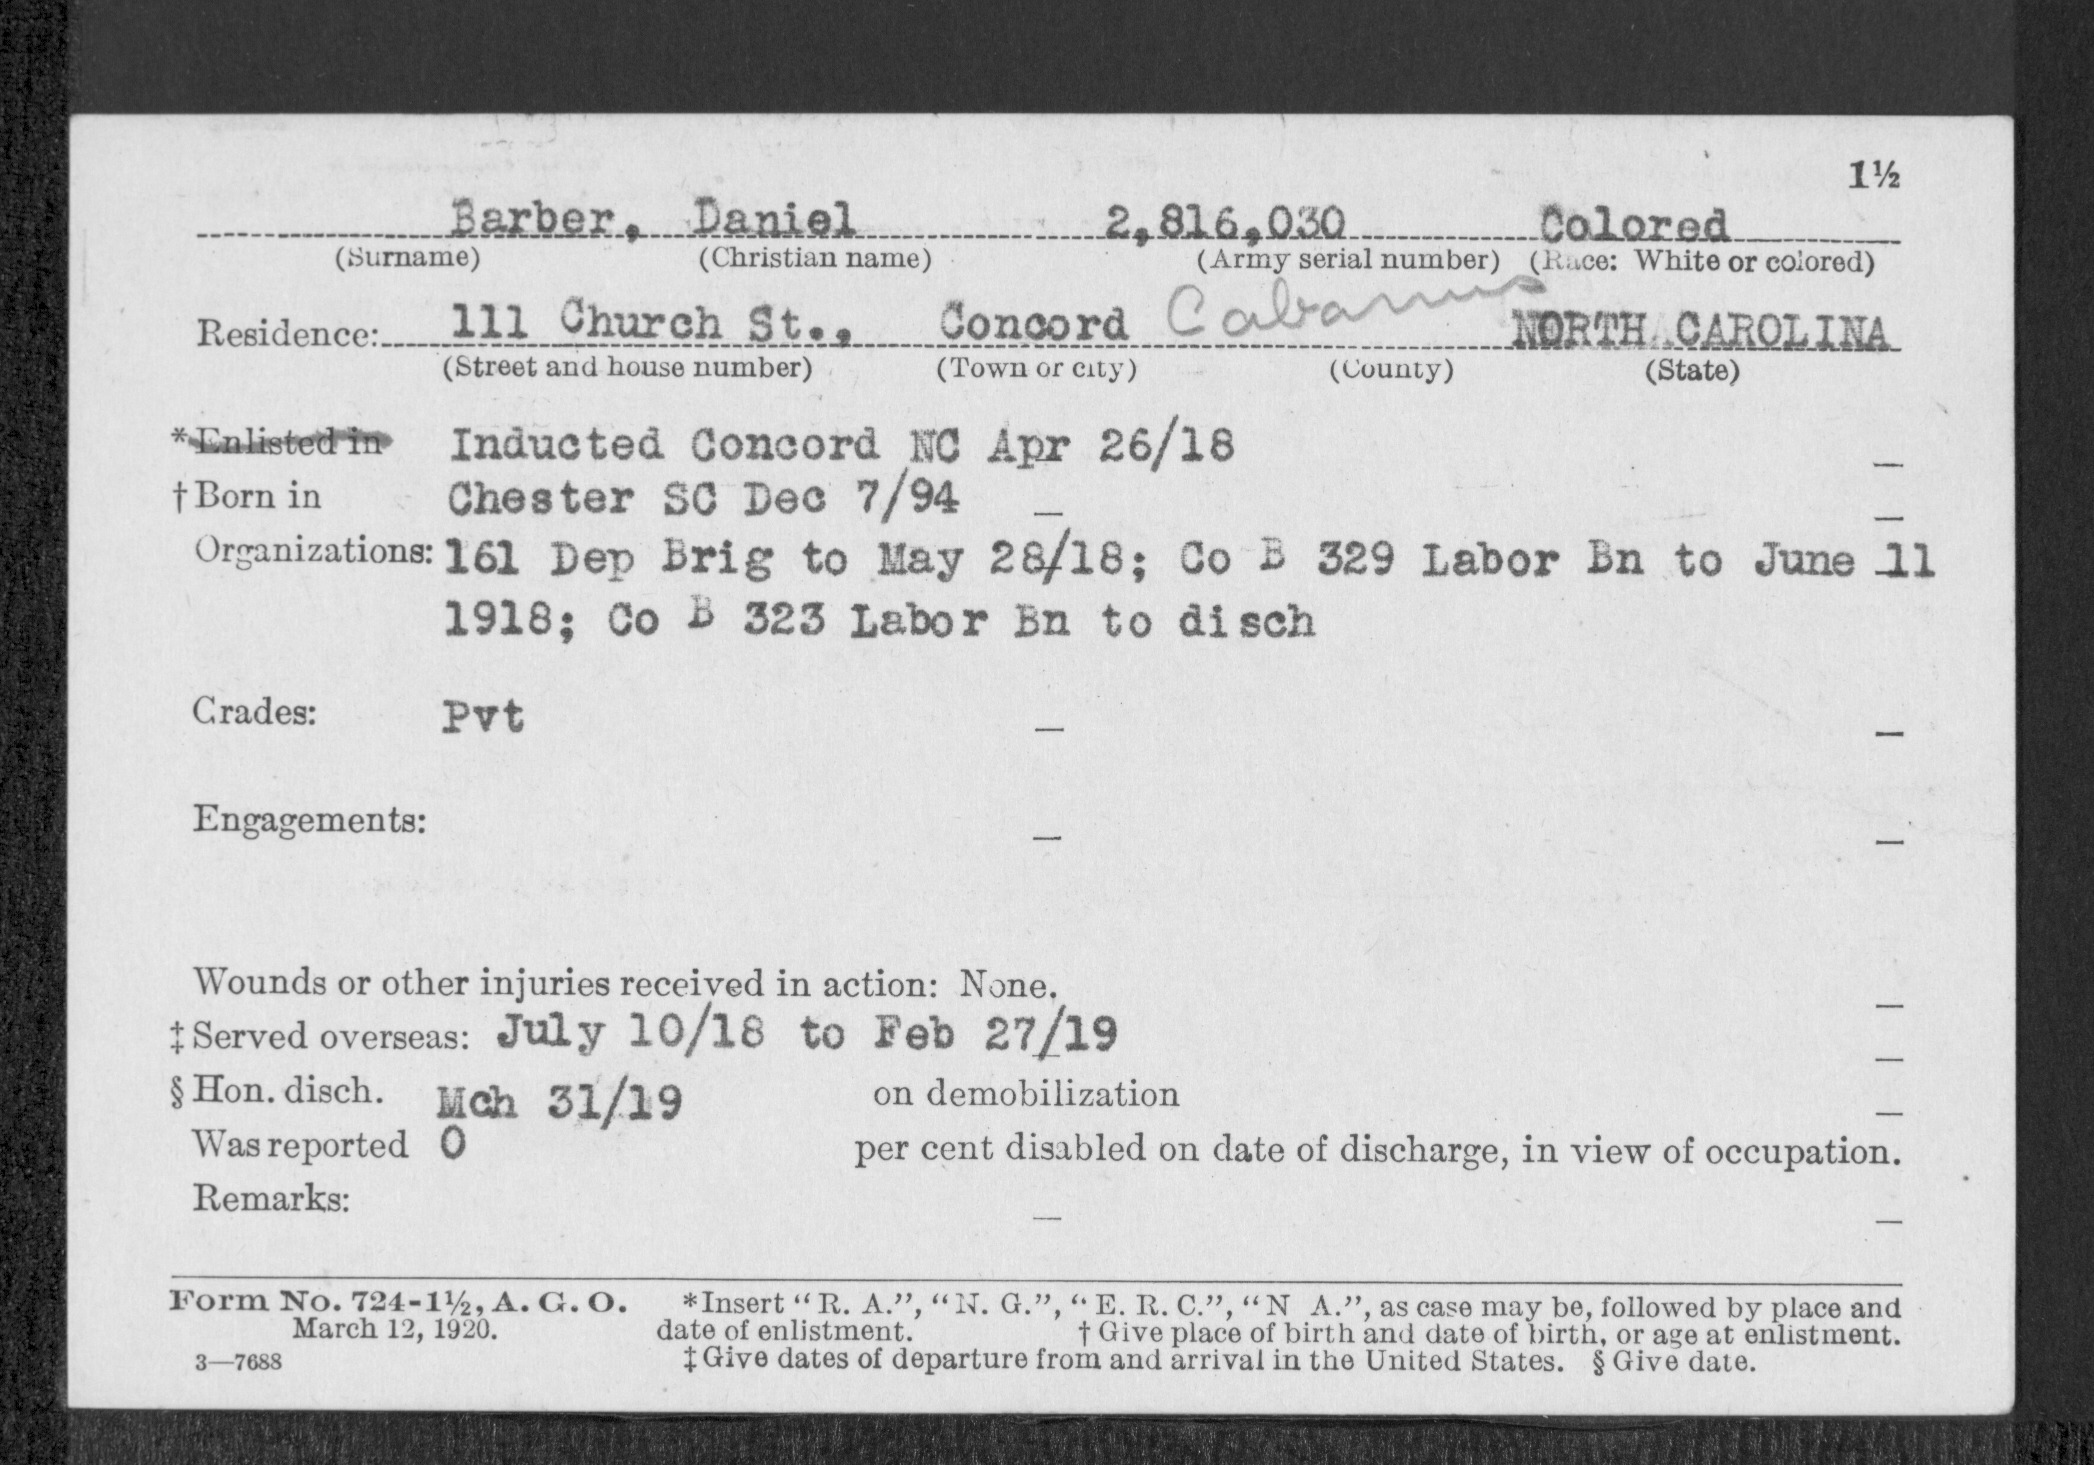 1½
Barber, Daniel 2,816,030 Colored
(Surname) (Christian name) (Army serial number) (Race: White or colored)
Residence: 111 Church St., Concord Cabarrus NORTH CAROLINA
(Street and house number) (Town or city) (County) (State)
*Enlisted in Inducted Concord NC Apr 26/18 _
†Born in Chester SC Dec 7/94 _ _
Organizations: 161 Dep Brig to May 28/18; Co B 329 Labor Bn to June 11
1918; Co B 323 Labor Bn to disch
Grades: Pvt _ _
Engagements: _ _
Wounds or other injuries received in action: None. _
‡Served overseas: July 10/18 to Feb 27/19 _
§Hon. disch. Mch 31/19 on demobilization _
Was reported 0 per cent disabled on date of discharge, in view of occupation.
Remarks: _ _
Form No. 724-1½, A. G. O. *Insert "R. A.", "N. G.", "E. R. C.", "N A.", as case may be, followed by place and
March 12, 1920. date of enlistment. †Give place of birth and date of birth, or age at enlistment.
3—7688 ‡Give dates of departure from and arrival in the United States. §Give date.